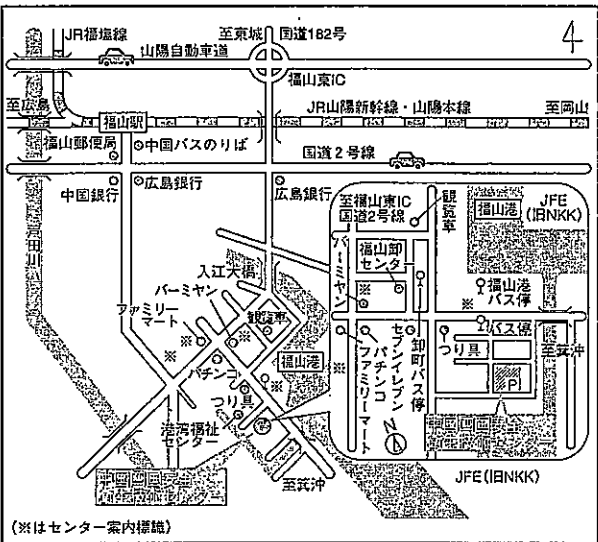 JR福塩線
至東城
国道182号
4
山陽自動車道
福山東IC
至広島
JR山陽新幹線・山陽本線
至岡山
福山駅
福山郵便局
中国バスのりば
国道2号線
中国銀行
広島銀行
広島銀行
芦田川
入江大橋
バーミヤン
ファミリーマート
観覧車
※
※
パチンコ
福山港
※
つり具
※
港湾福祉センター
至箕沖
至福山東IC
国道2号線
観覧車
福山港
JFE
(旧NKK)
バーミヤン
福山卸センター
※
※
福山港
バス停
バス停
至箕沖
※
ファミリーマート
パチンコ
セブンイレブン
卸町バス停
つり具
P
N
JFE(旧NKK)
(※はセンター案内標識)